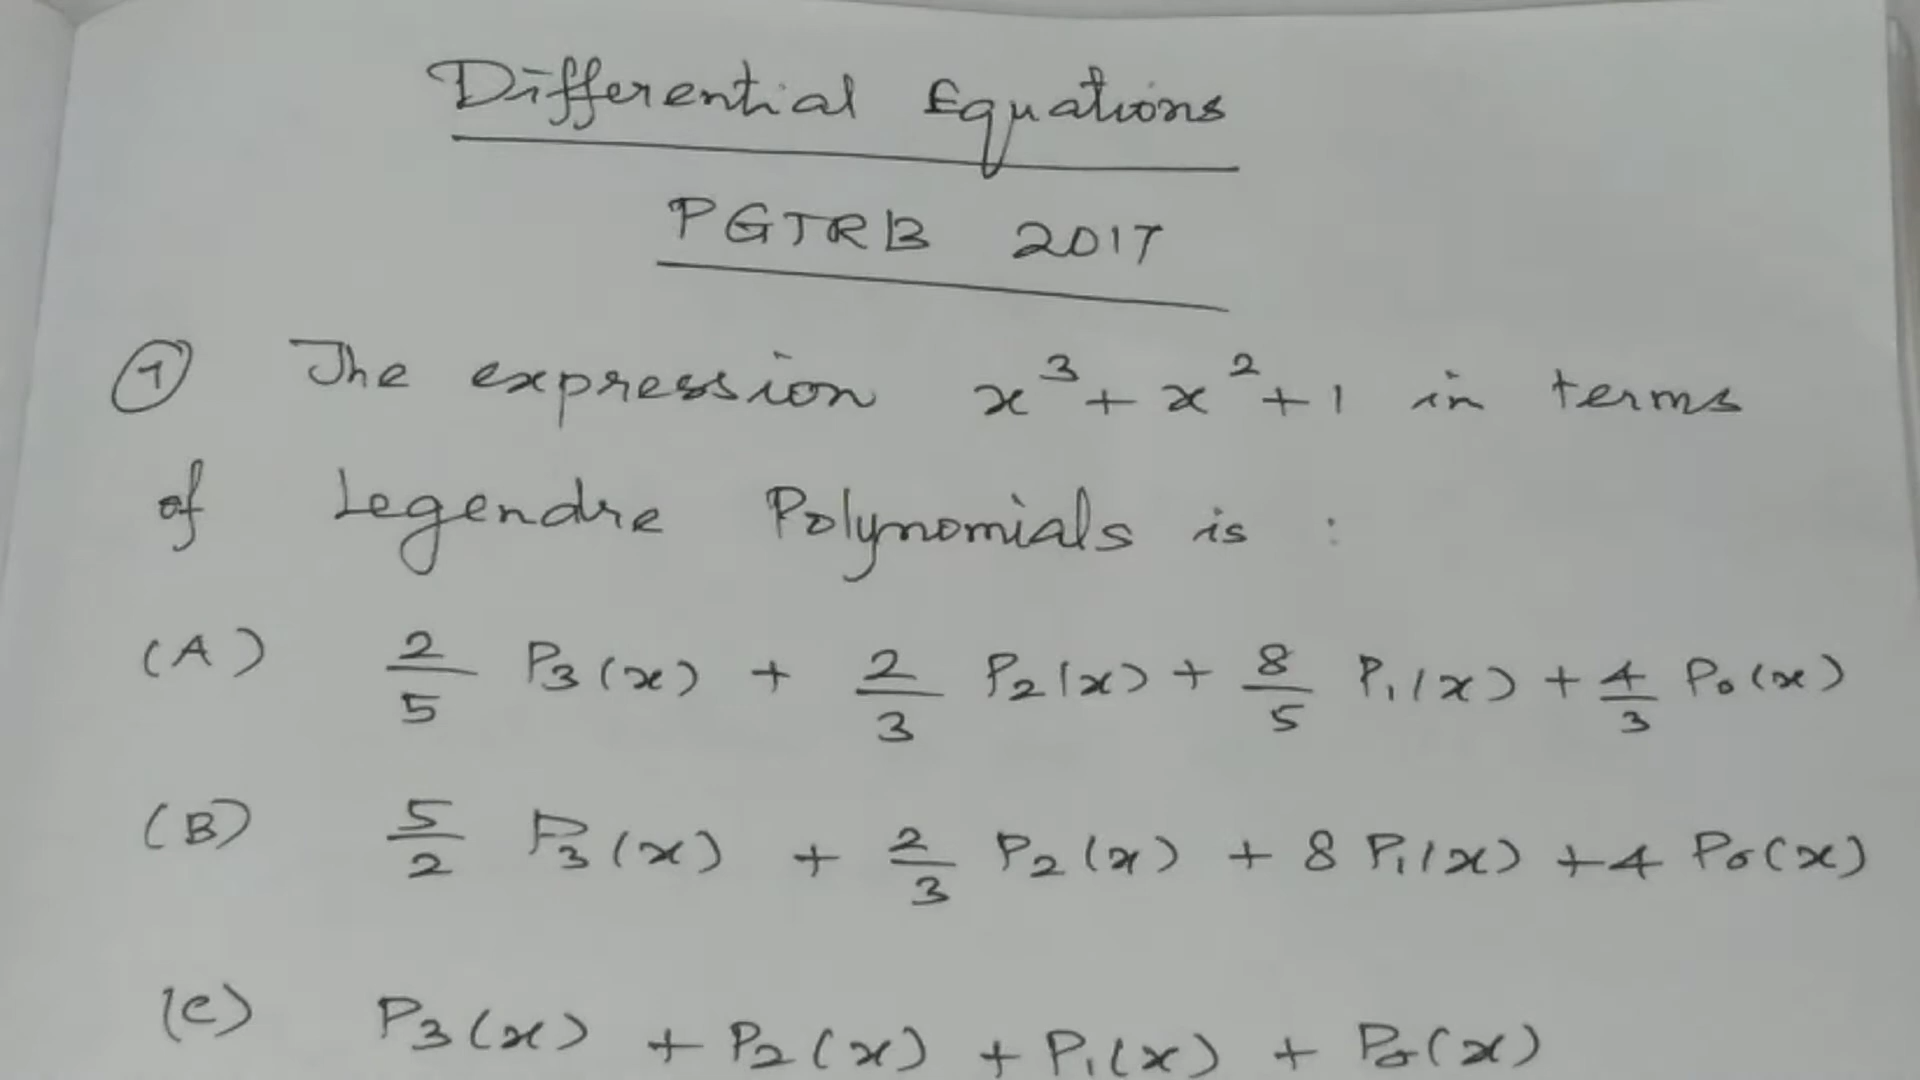 Differential Equations
PGTRB 2017
① The expression x³ + x² + 1 in terms
of Legendre Polynomials is :
(A) 2/5 P₃(x) + 2/3 P₂(x) + 8/5 P₁(x) + 4/3 P₀(x)
(B) 5/2 P₃(x) + 2/3 P₂(x) + 8 P₁(x) + 4 P₀(x)
(C) P₃(x) + P₂(x) + P₁(x) + P₀(x)